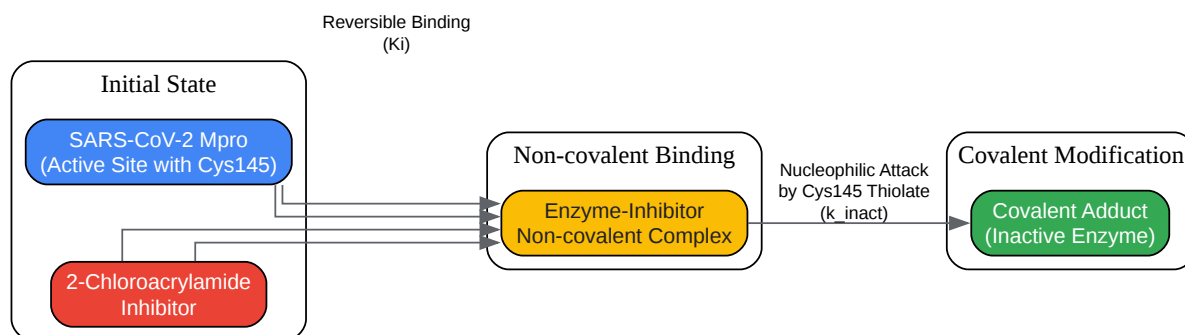 Reversible Binding
(Ki)
Initial State
SARS-CoV-2 Mpro
(Active Site with Cys145)
2-Chloroacrylamide
Inhibitor
Non-covalent Binding
Enzyme-Inhibitor
Non-covalent Complex
Nucleophilic Attack
by Cys145 Thiolate
(k_inact)
Covalent Modification
Covalent Adduct
(Inactive Enzyme)